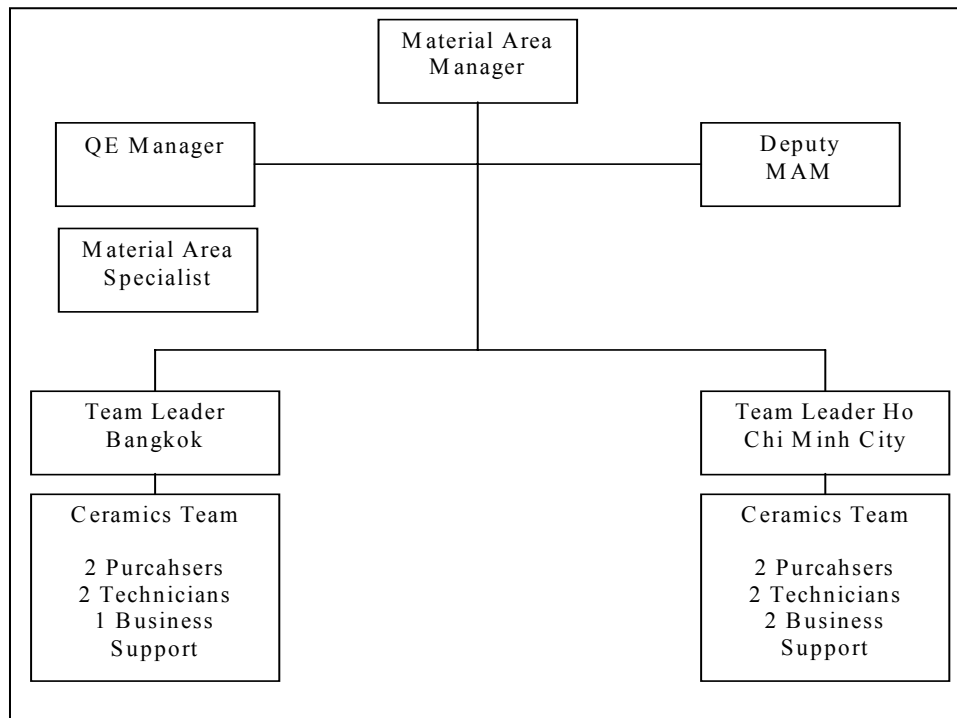 Material Area
Manager
QE Manager
Deputy
MAM
Material Area
Specialist
Team Leader
Bangkok
Team Leader Ho
Chi Minh City
Ceramics Team
2 Purcahsers
2 Technicians
1 Business
Support
Ceramics Team
2 Purcahsers
2 Technicians
2 Business
Support